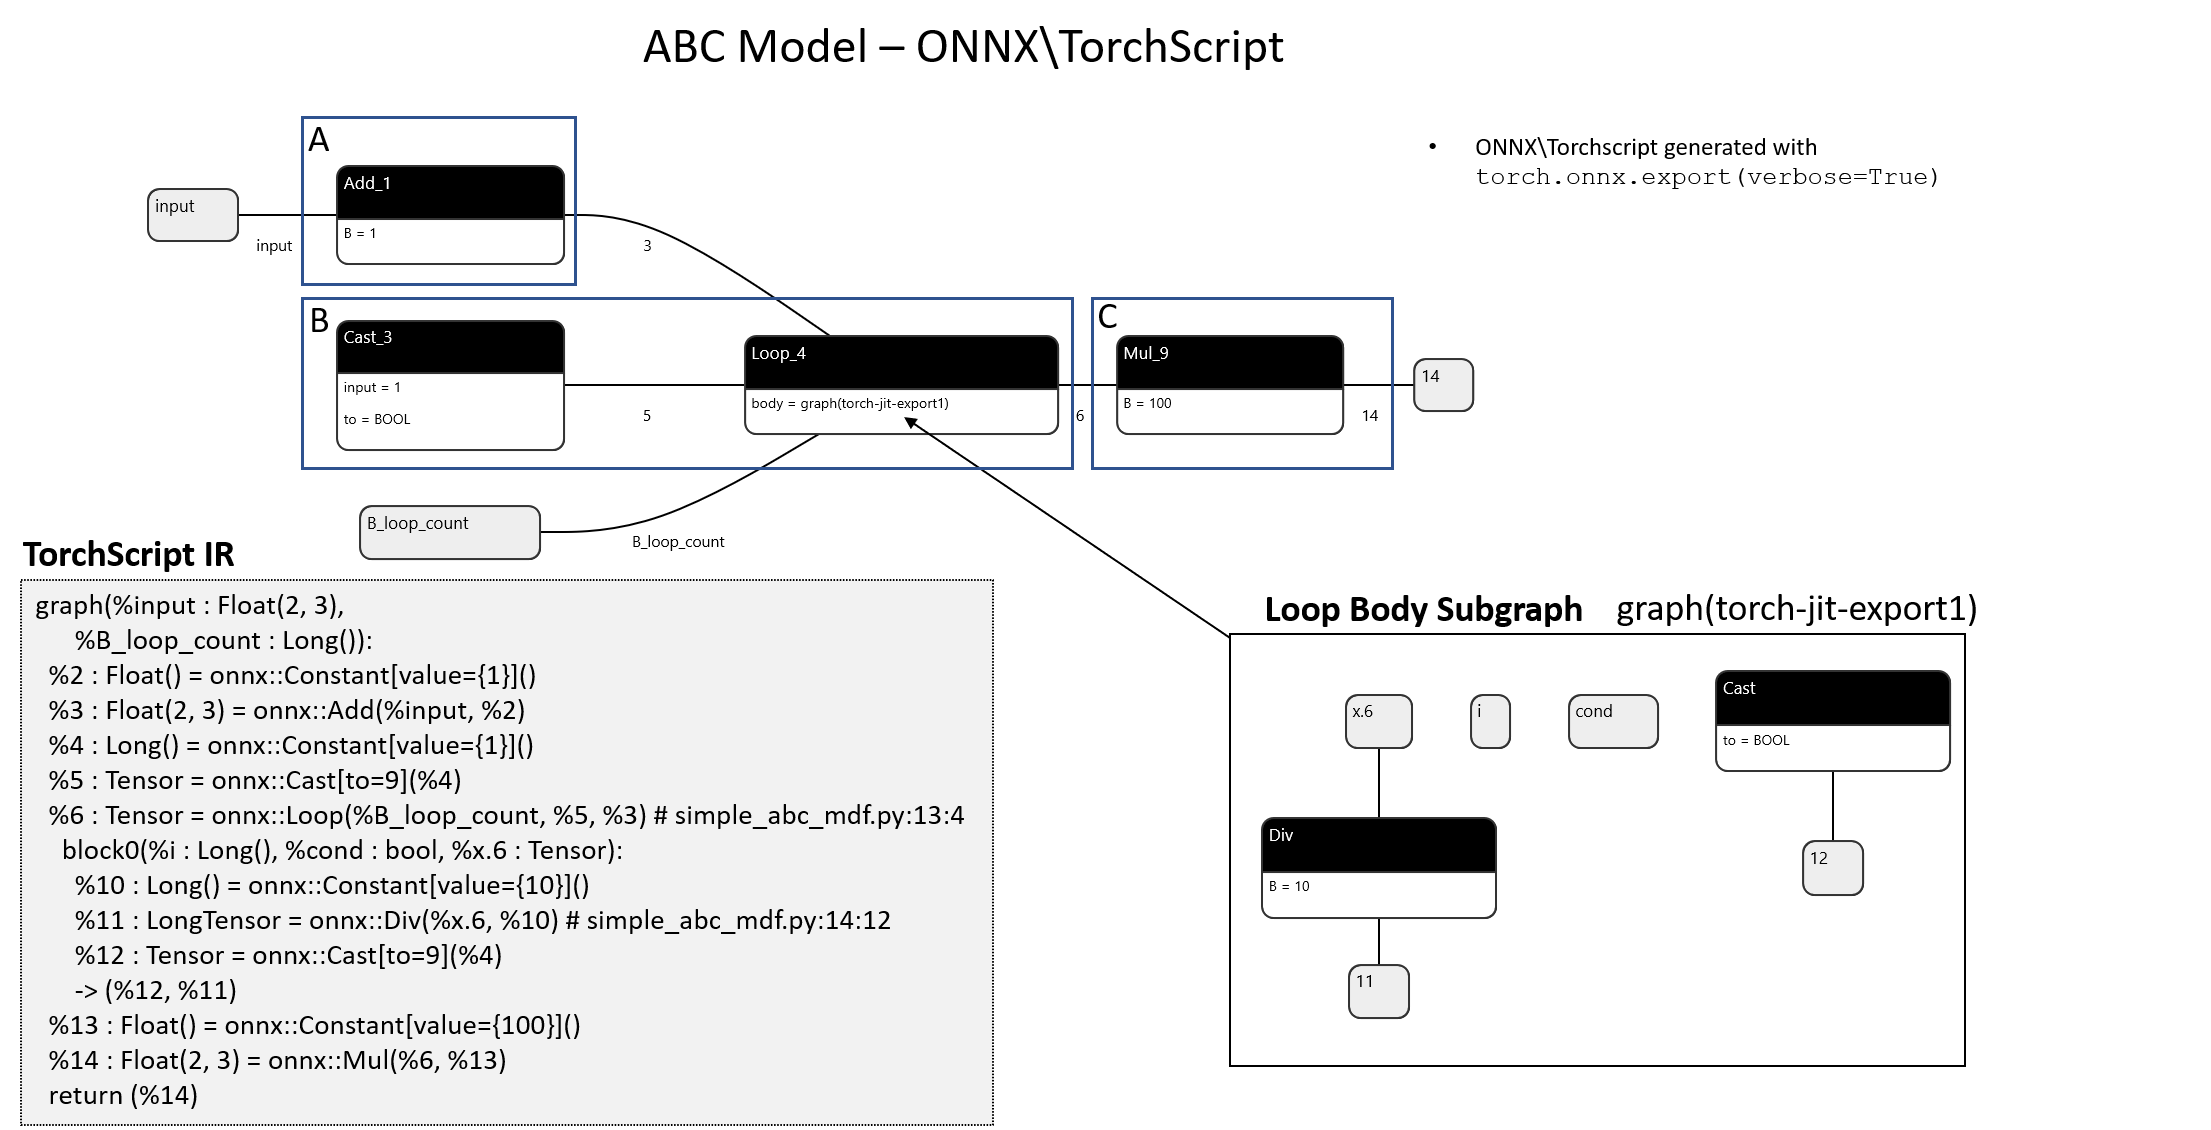 ABC Model – ONNX\TorchScript
• ONNX\Torchscript generated with
torch.onnx.export(verbose=True)
A
Add_1
B = 1
input
input
3
B
Cast_3
input = 1
to = BOOL
5
Loop_4
body = graph(torch-jit-export1)
6
C
Mul_9
B = 100
14
14
B_loop_count
B_loop_count
TorchScript IR
graph(%input : Float(2, 3),
%B_loop_count : Long()):
%2 : Float() = onnx::Constant[value={1}]()
%3 : Float(2, 3) = onnx::Add(%input, %2)
%4 : Long() = onnx::Constant[value={1}]()
%5 : Tensor = onnx::Cast[to=9](%4)
%6 : Tensor = onnx::Loop(%B_loop_count, %5, %3) # simple_abc_mdf.py:13:4
block0(%i : Long(), %cond : bool, %x.6 : Tensor):
%10 : Long() = onnx::Constant[value={10}]()
%11 : LongTensor = onnx::Div(%x.6, %10) # simple_abc_mdf.py:14:12
%12 : Tensor = onnx::Cast[to=9](%4)
-> (%12, %11)
%13 : Float() = onnx::Constant[value={100}]()
%14 : Float(2, 3) = onnx::Mul(%6, %13)
return (%14)
Loop Body Subgraph graph(torch-jit-export1)
x.6
i
cond
Cast
to = BOOL
Div
B = 10
12
11